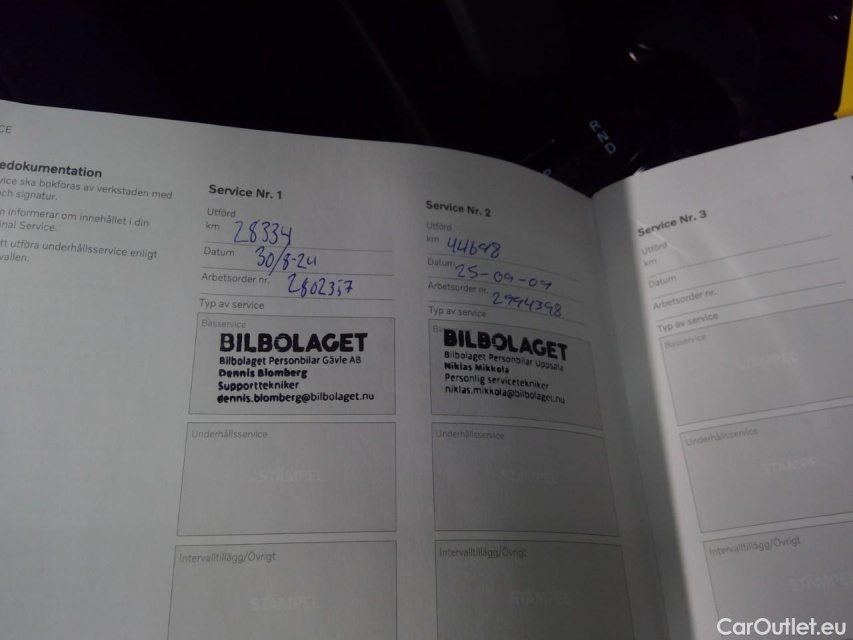 CE
edokumentation
vice ska bokföras av verkstaden med
och signatur.
n informerar om innehållet i din
nal Service.
tt utföra underhållsservice enligt
vallen.
Service Nr. 1
Utförd
km 28334
Datum 30/8-24
Arbetsorder nr. 2802337
Typ av service
Basservice
BILBOLAGET
Bilbolaget Personbilar Gävle AB
Dennis Blomberg
Supporttekniker
dennis.blomberg@bilbolaget.nu
Underhållsservice
STÄMPEL
Intervalltillägg/Övrigt
STÄMPEL
Service Nr. 2
Utförd
km 44698
Datum 25-09-09
Arbetsorder nr. 2994398
Typ av service
BILBOLAGET
Bilbolaget Personbilar Uppsala
Niklas Mikkola
Personlig servicetekniker
niklas.mikkola@bilbolaget.nu
Underhållsservice
STÄMPEL
Intervalltillägg/Övrigt
STÄMPEL
Service Nr. 3
Utförd
km
Datum
Arbetsorder nr.
Typ av service
Basservice
STÄMPEL
Underhållsservice
STÄMPEL
Intervalltillägg/Övrigt
STÄMPEL
R
N
D
P
CarOutlet.eu